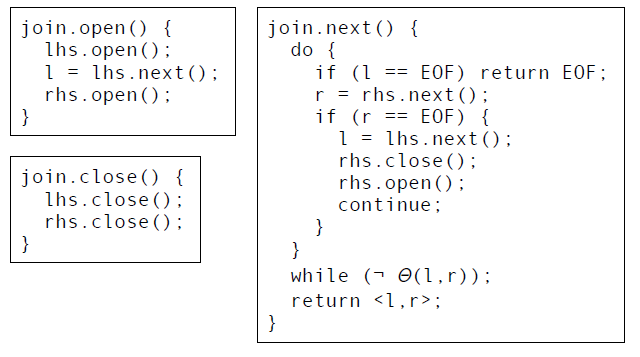 join.open() {
  lhs.open();
  l = lhs.next();
  rhs.open();
}
join.close() {
  lhs.close();
  rhs.close();
}
join.next() {
  do {
    if (l == EOF) return EOF;
    r = rhs.next();
    if (r == EOF) {
      l = lhs.next();
      rhs.close();
      rhs.open();
      continue;
    }
  }
  while (¬ Θ(l,r));
  return <l,r>;
}